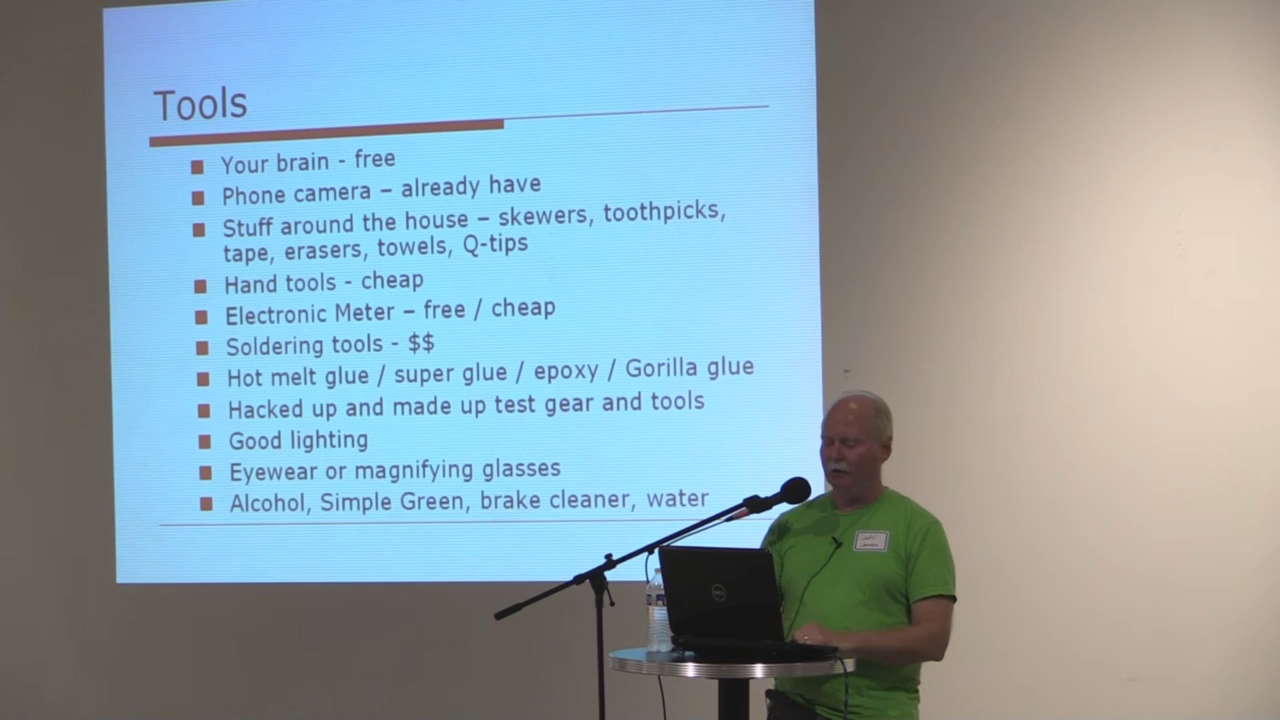 Tools
Your brain - free
Phone camera – already have
Stuff around the house – skewers, toothpicks,
tape, erasers, towels, Q-tips
Hand tools - cheap
Electronic Meter – free / cheap
Soldering tools - $$
Hot melt glue / super glue / epoxy / Gorilla glue
Hacked up and made up test gear and tools
Good lighting
Eyewear or magnifying glasses
Alcohol, Simple Green, brake cleaner, water
DELL